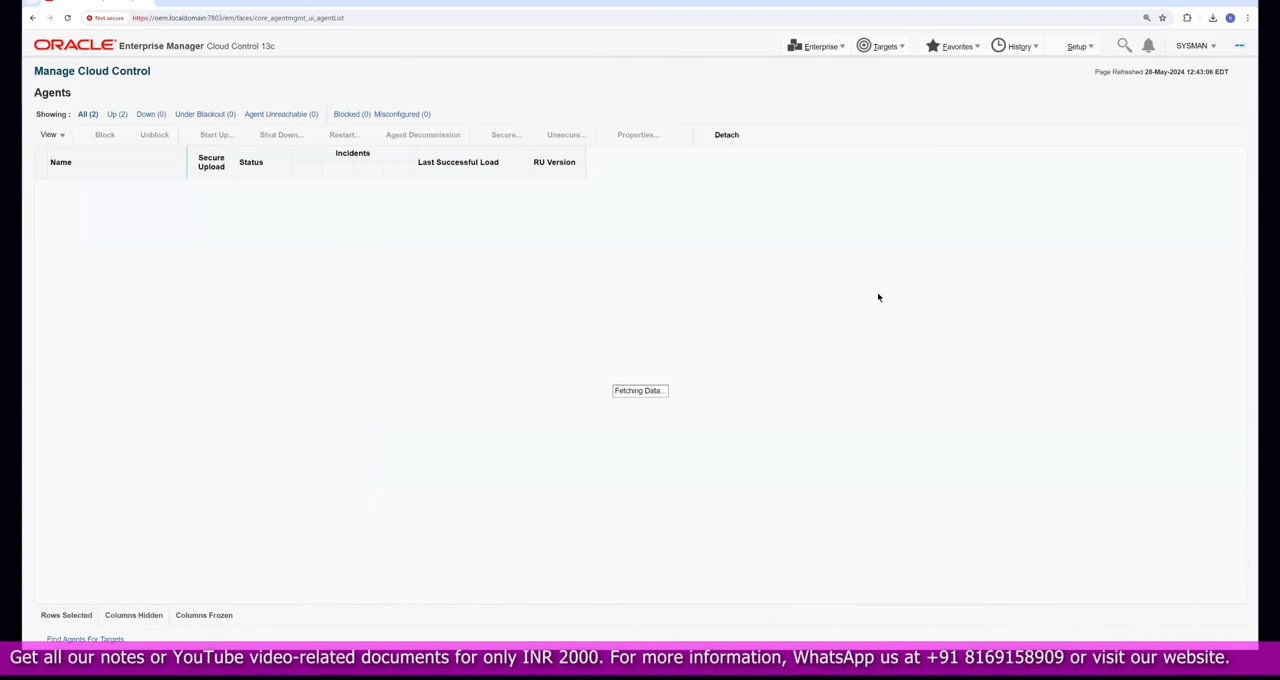 Not secure https://oem.localdomain:7803/em/faces/core_agentmgmt_ui_agentList
ORACLE Enterprise Manager Cloud Control 13c Enterprise Targets Favorites History Setup SYSMAN
Manage Cloud Control
Page Refreshed 28-May-2024 12:43:06 EDT
Agents
Showing : All (2) Up (2) Down (0) Under Blackout (0) Agent Unreachable (0) Blocked (0) Misconfigured (0)
View Block Unblock Start Up... Shut Down... Restart... Agent Decommission Secure... Unsecure... Properties... Detach
Name Secure Upload Status Incidents Last Successful Load RU Version
Fetching Data...
Rows Selected Columns Hidden Columns Frozen
Find Agents For Targets
Get all our notes or YouTube video-related documents for only INR 2000. For more information, WhatsApp us at +91 8169158909 or visit our website.